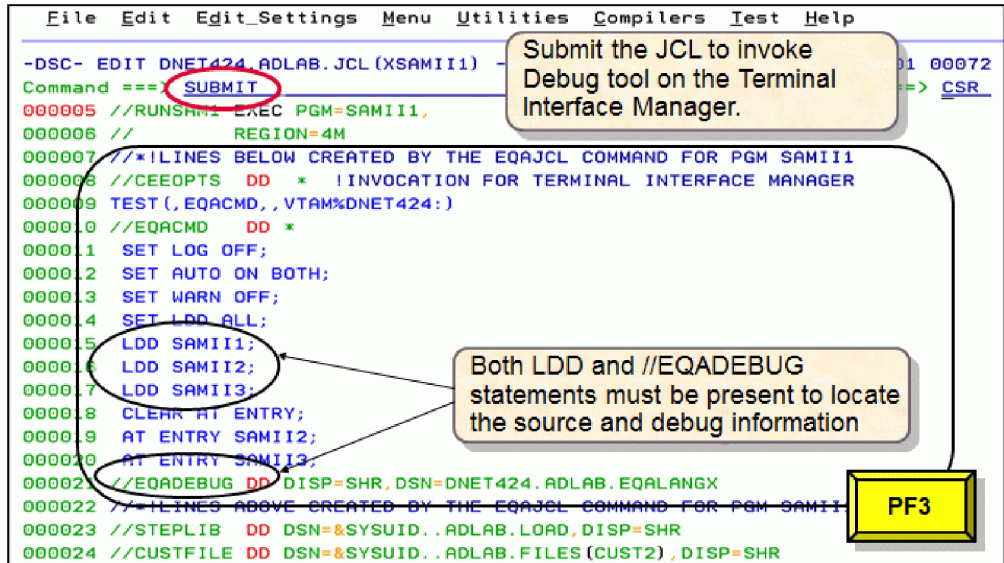 File Edit Edit_Settings Menu Utilities Compilers Test Help
-DSC- EDIT DNET424.ADLAB.JCL(XSAMII1) - 01 00072
Command ===> SUBMIT => CSR
Submit the JCL to invoke
Debug tool on the Terminal
Interface Manager.
000005 //RUNSAM1 EXEC PGM=SAMII1,
000006 // REGION=4M
000007 //*!LINES BELOW CREATED BY THE EQAJCL COMMAND FOR PGM SAMII1
000008 //CEEOPTS DD * !INVOCATION FOR TERMINAL INTERFACE MANAGER
000009 TEST(,EQACMD,,VTAM%DNET424:)
000010 //EQACMD DD *
000011 SET LOG OFF;
000012 SET AUTO ON BOTH;
000013 SET WARN OFF;
000014 SET LDD ALL;
000015 LDD SAMII1;
000016 LDD SAMII2;
000017 LDD SAMII3;
000018 CLEAR AT ENTRY;
000019 AT ENTRY SAMII2;
000020 AT ENTRY SAMII3;
Both LDD and //EQADEBUG
statements must be present to locate
the source and debug information
000021 //EQADEBUG DD DISP=SHR,DSN=DNET424.ADLAB.EQALANGX
000022 //*!LINES ABOVE CREATED BY THE EQAJCL COMMAND FOR PGM SAMII
000023 //STEPLIB DD DSN=&SYSUID..ADLAB.LOAD,DISP=SHR
000024 //CUSTFILE DD DSN=&SYSUID..ADLAB.FILES(CUST2),DISP=SHR
PF3